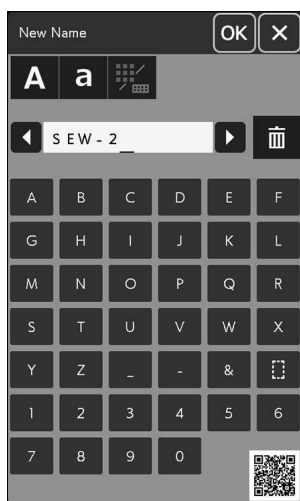 New Name
OK
A a
SEW-2_
A B C D E F
G H I J K L
M N O P Q R
S T U V W X
Y Z _ - &
1 2 3 4 5 6
7 8 9 0